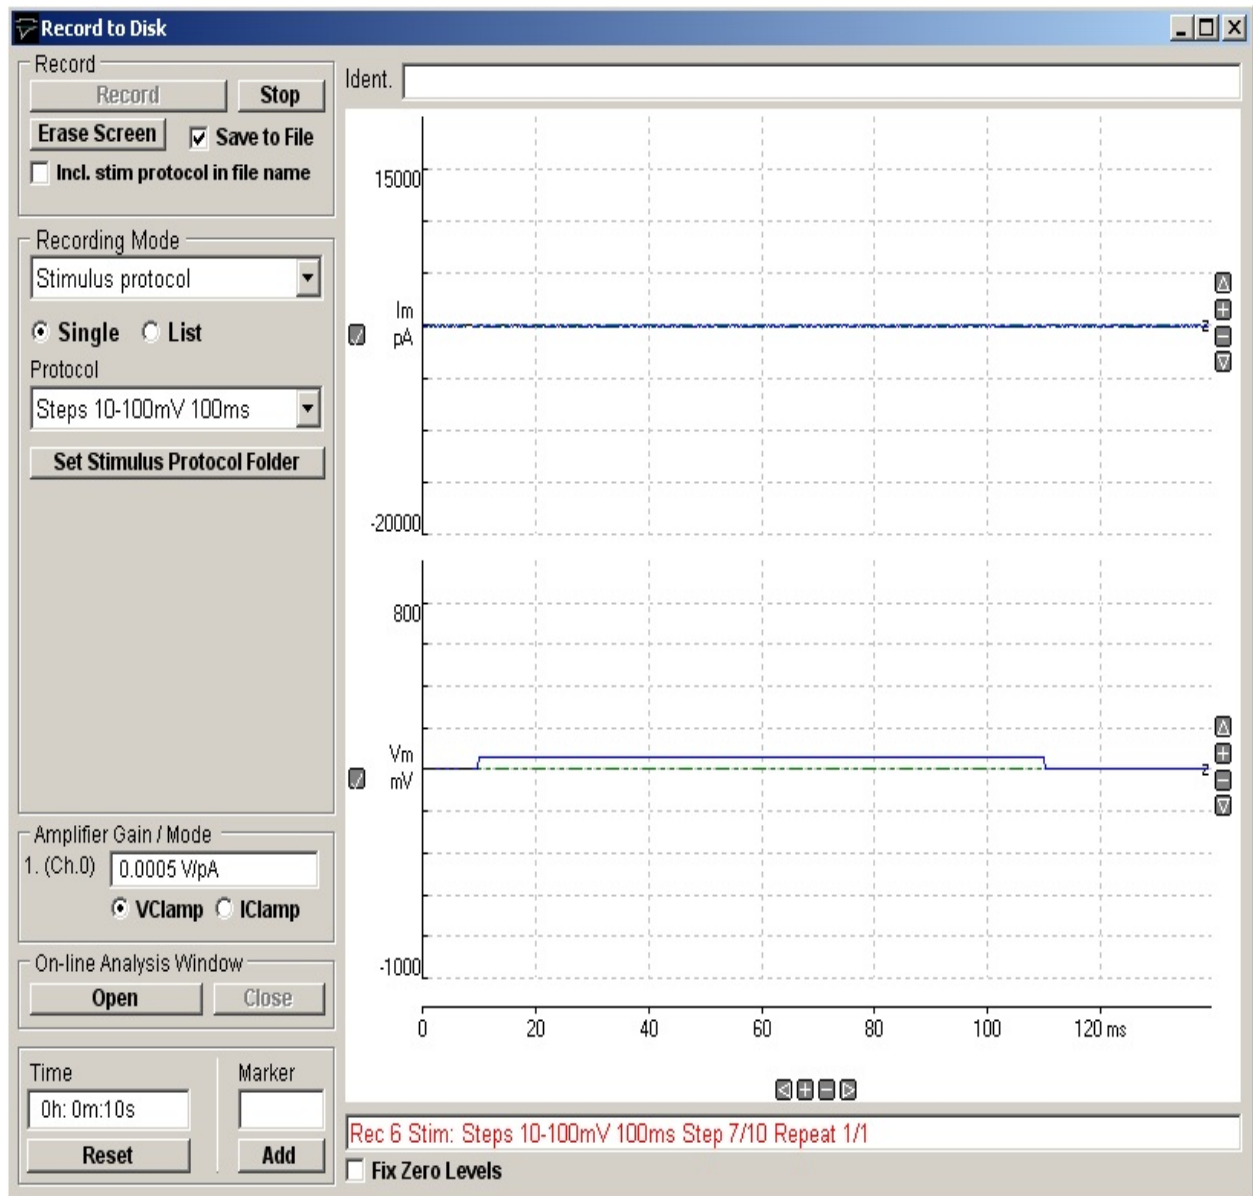 Record to Disk
Record
Record Stop
Erase Screen Save to File
Incl. stim protocol in file name
Recording Mode
Stimulus protocol
Single List
Protocol
Steps 10-100mV 100ms
Set Stimulus Protocol Folder
Amplifier Gain / Mode
1. (Ch.0) 0.0005 V/pA
VClamp IClamp
On-line Analysis Window
Open Close
Time Marker
0h: 0m:10s
Reset Add
Ident.
15000
Im
pA
-20000
800
Vm
mV
-1000
0 20 40 60 80 100 120 ms
Rec 6 Stim: Steps 10-100mV 100ms Step 7/10 Repeat 1/1
Fix Zero Levels